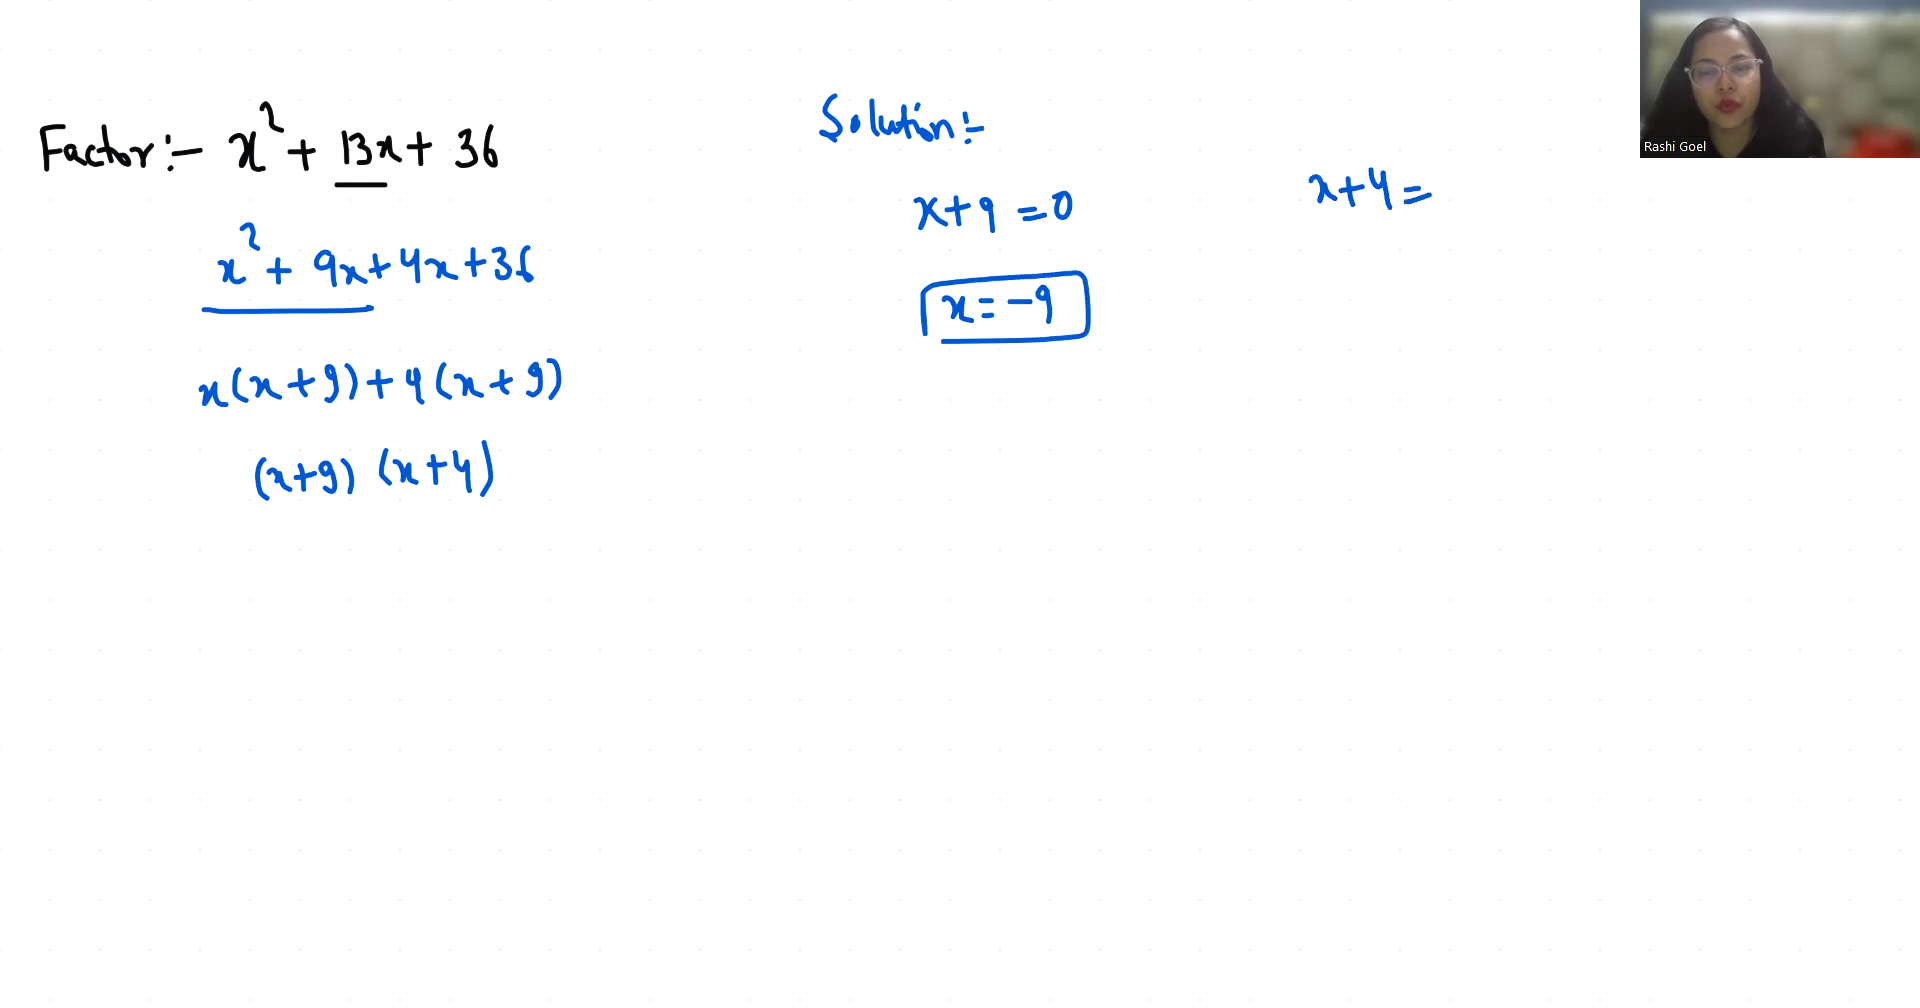 Factor:- x² + 13x + 36
x² + 9x + 4x + 36
x(x+9) + 4(x+9)
(x+9) (x+4)
Solution:-
x+9 = 0
x = -9
x+4 =
Rashi Goel